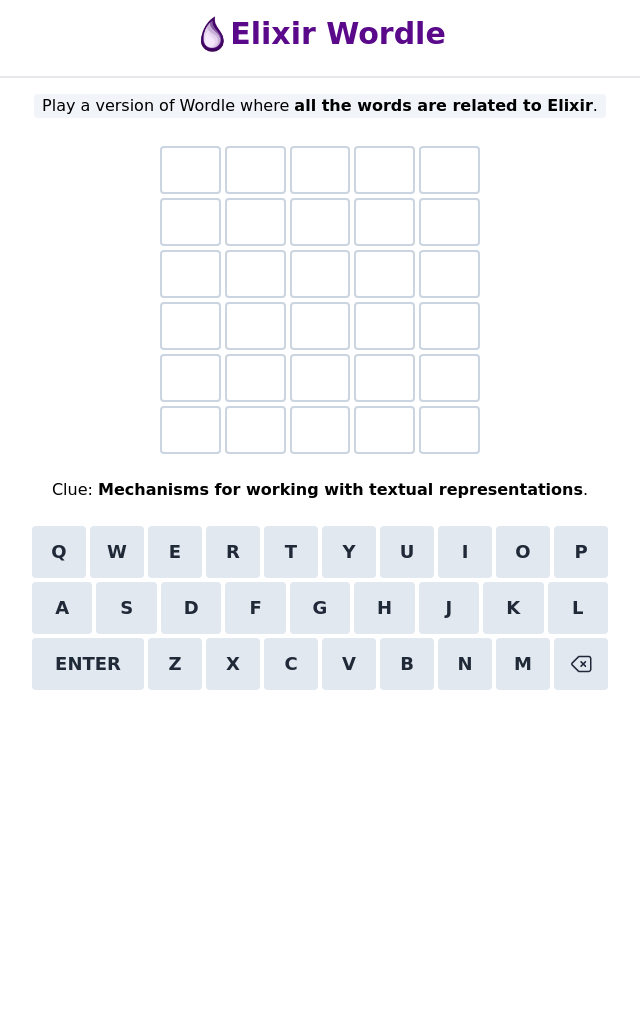 Elixir Wordle
Play a version of Wordle where all the words are related to Elixir.
Clue: Mechanisms for working with textual representations.
Q W E R T Y U I O P
A S D F G H J K L
ENTER Z X C V B N M